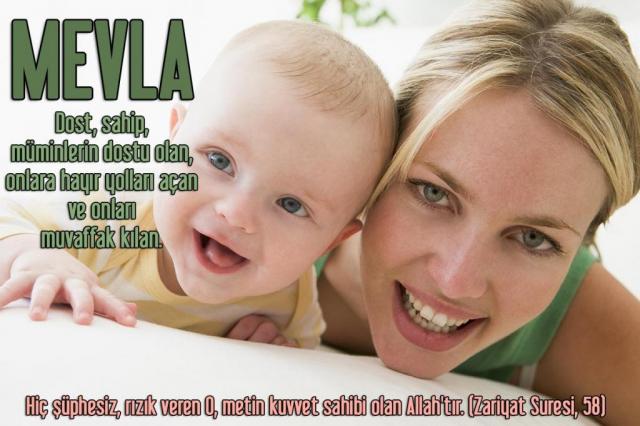 MEVLA
Dost, sahip,
müminlerin dostu olan,
onlara hayır yolları açan
ve onları
muvaffak kılan.
Hiç şüphesiz, rızık veren O, metin kuvvet sahibi olan Allah'tır. (Zariyat Suresi, 58)